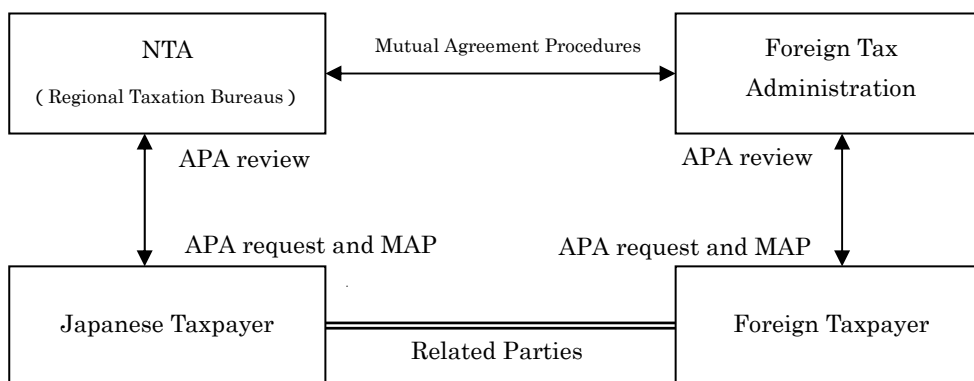 NTA
( Regional Taxation Bureaus )
Mutual Agreement Procedures
Foreign Tax
Administration
APA review
APA review
APA request and MAP
APA request and MAP
Japanese Taxpayer
Related Parties
Foreign Taxpayer